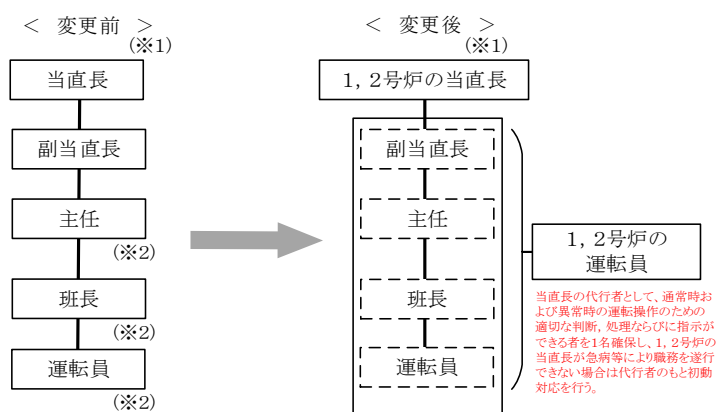 < 変更前 >
(※1)
当直長
副当直長
主任
(※2)
班長
(※2)
運転員
(※2)
< 変更後 >
(※1)
1, 2号炉の当直長
副当直長
主任
班長
運転員
1, 2号炉の
運転員
当直長の代行者として、通常時お
よび異常時の運転操作のための
適切な判断, 処理ならびに指示が
できる者を1名確保し、1, 2号炉の
当直長が急病等により職務を遂行
できない場合は代行者のもと初動
対応を行う。